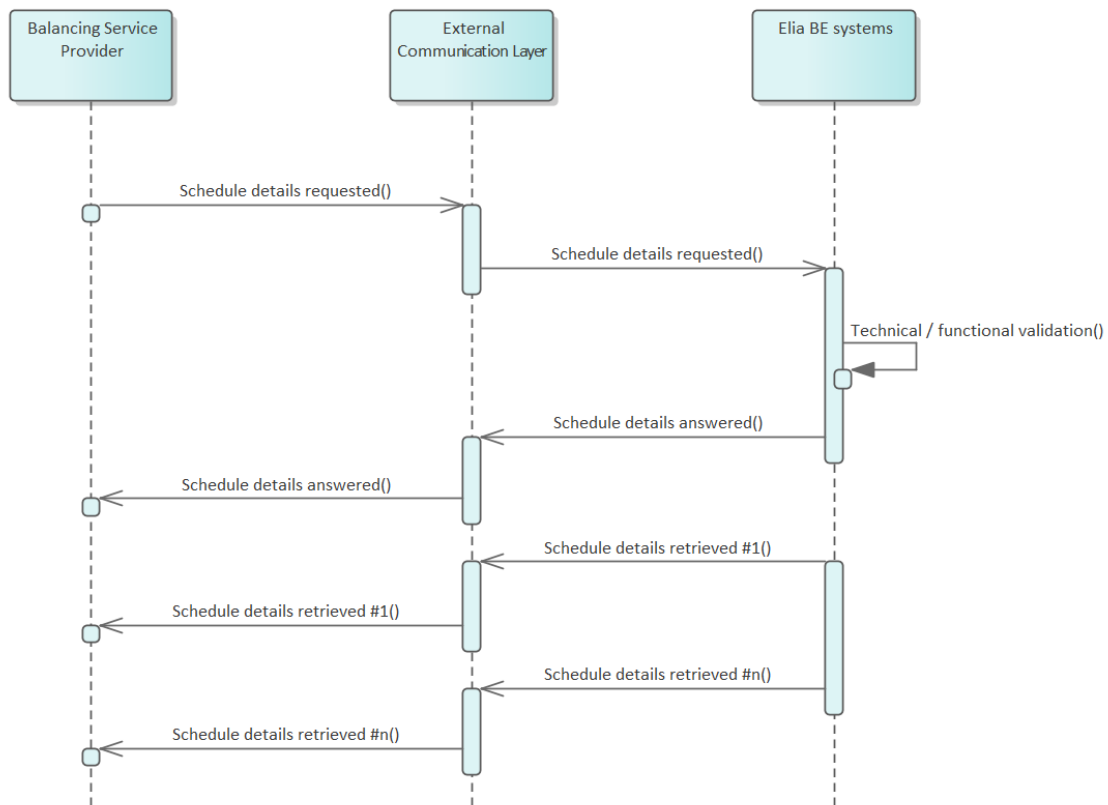 Balancing Service
Provider
External
Communication Layer
Elia BE systems
Schedule details requested()
Schedule details requested()
Technical / functional validation()
Schedule details answered()
Schedule details answered()
Schedule details retrieved #1()
Schedule details retrieved #1()
Schedule details retrieved #n()
Schedule details retrieved #n()